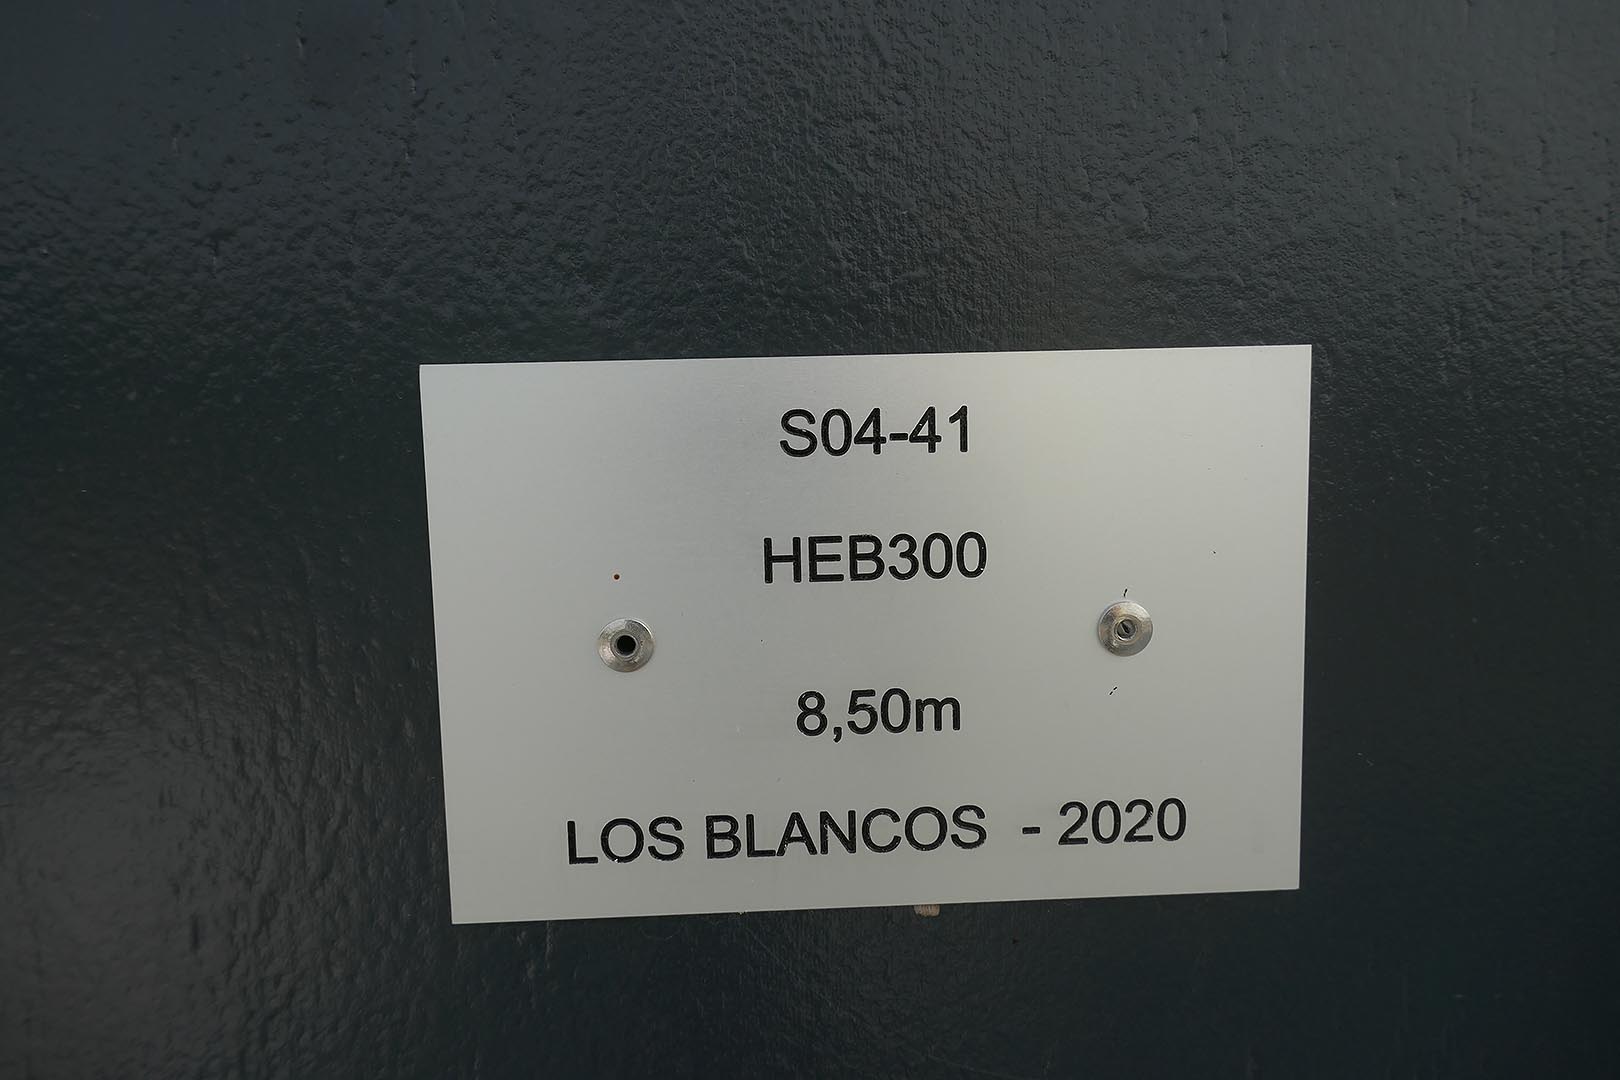 S04-41
HEB300
8,50m
LOS BLANCOS - 2020